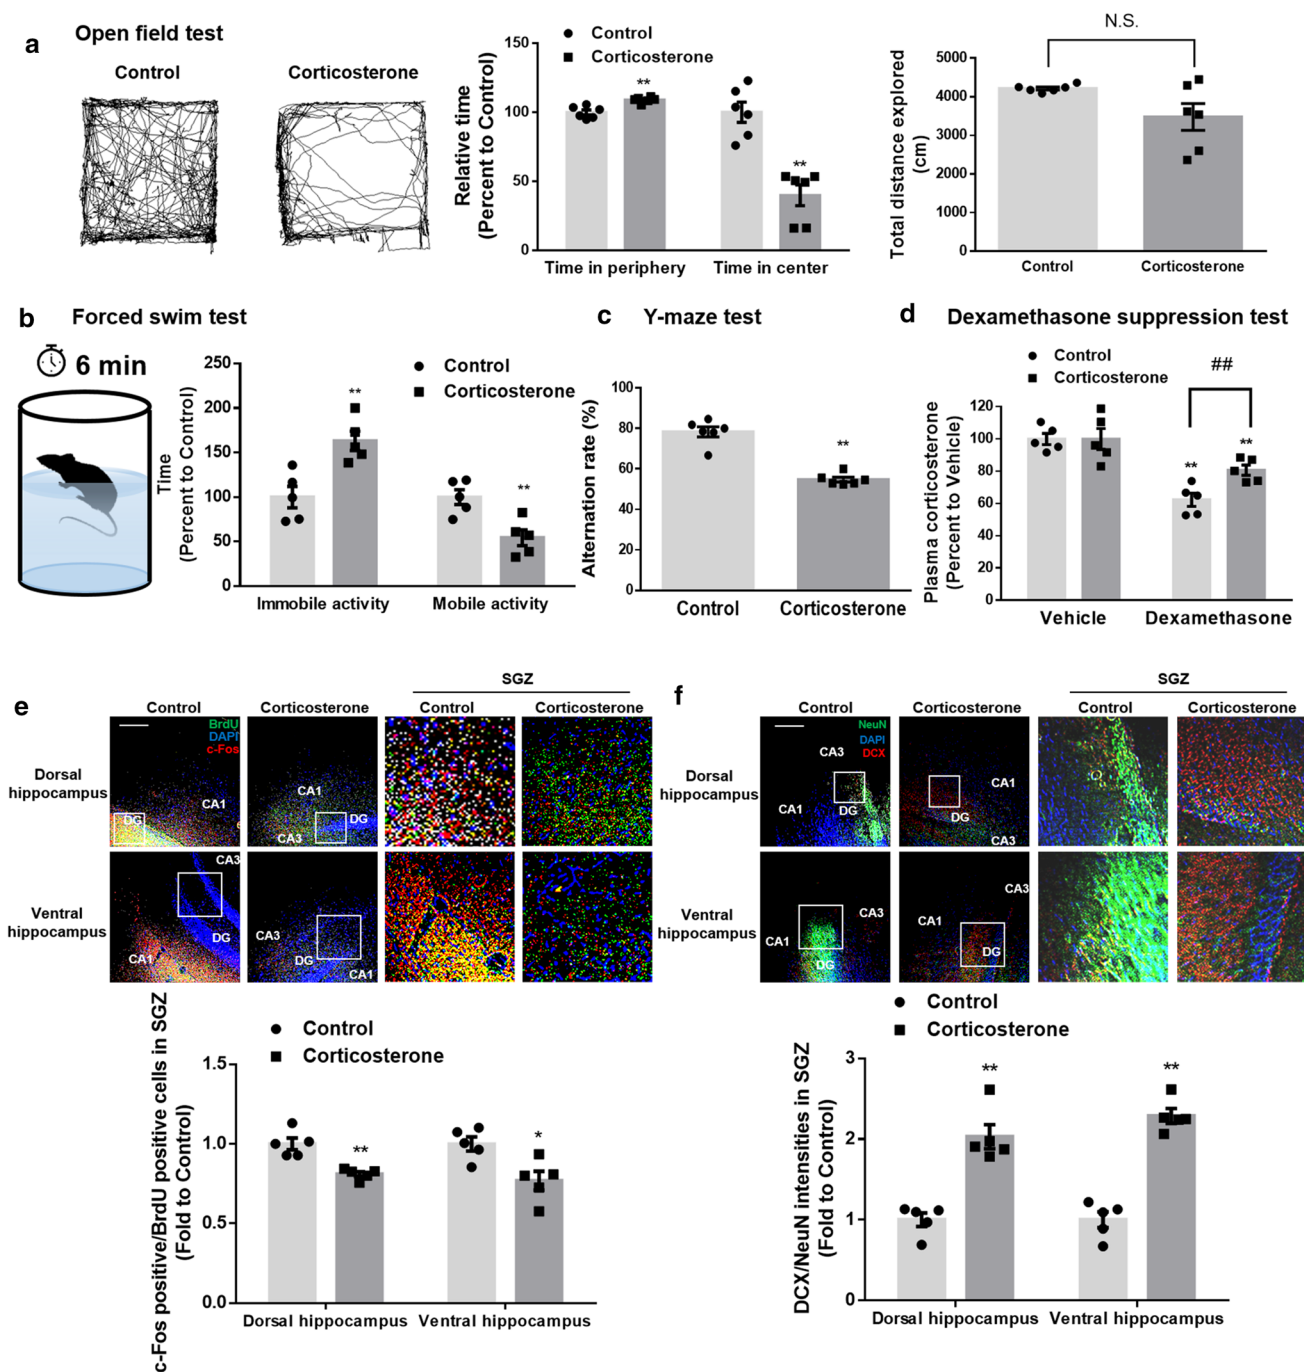 a Open field test
Control Corticosterone
Relative time
(Percent to Control)
150
100
50
0
Control
Corticosterone
**
**
Time in periphery Time in center
Total distance explored
(cm)
5000
4000
3000
2000
1000
0
N.S.
Control Corticosterone
b Forced swim test
6 min
Time
(Percent to Control)
250
200
150
100
50
0
Control
Corticosterone
**
**
Immobile activity Mobile activity
c Y-maze test
Alternation rate (%)
100
80
60
40
20
0
**
Control Corticosterone
d Dexamethasone suppression test
Control
Corticosterone
Plasma corticosterone
(Percent to Vehicle)
120
100
80
60
40
20
0
##
**
**
Vehicle Dexamethasone
e
SGZ
Control Corticosterone Control Corticosterone
BrdU
DAPI
c-Fos
Dorsal
hippocampus
CA1
DG
CA1
DG
CA3
Ventral
hippocampus
CA3
DG
CA1
CA3
DG
CA1
c-Fos positive/BrdU positive cells in SGZ
(Fold to Control)
Control
Corticosterone
1.5
1.0
0.5
0.0
**
*
Dorsal hippocampus Ventral hippocampus
f
SGZ
Control Corticosterone Control Corticosterone
NeuN
DAPI
DCX
Dorsal
hippocampus
CA3
CA1
DG
CA1
DG
CA3
Ventral
hippocampus
CA3
CA1
DG
CA3
CA1
DG
Control
Corticosterone
DCX/NeuN intensities in SGZ
(Fold to Control)
3
2
1
0
**
**
Dorsal hippocampus Ventral hippocampus